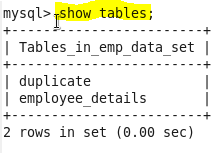 mysql> show tables;
+--------------------------+
| Tables_in_emp_data_set |
+--------------------------+
| duplicate |
| employee_details |
+--------------------------+
2 rows in set (0.00 sec)